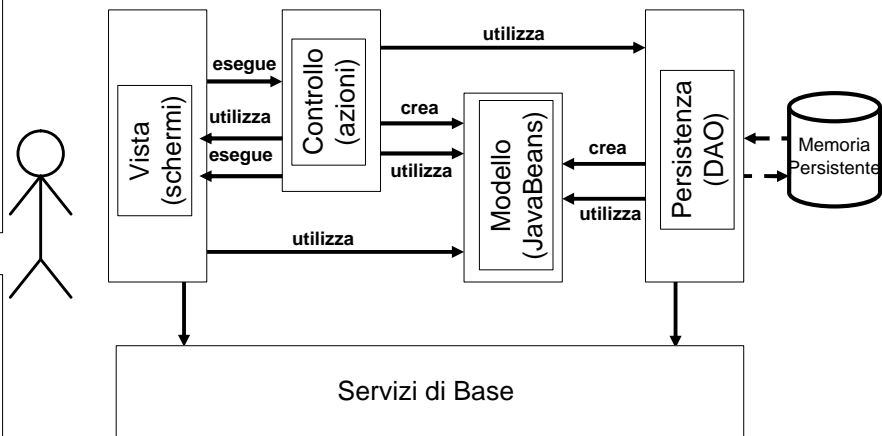 utilizza
esegue
utilizza
esegue
Vista
(schermi)
Controllo
(azioni)
crea
utilizza
utilizza
Modello
(JavaBeans)
crea
utilizza
Persistenza
(DAO)
Memoria
Persistente
Servizi di Base